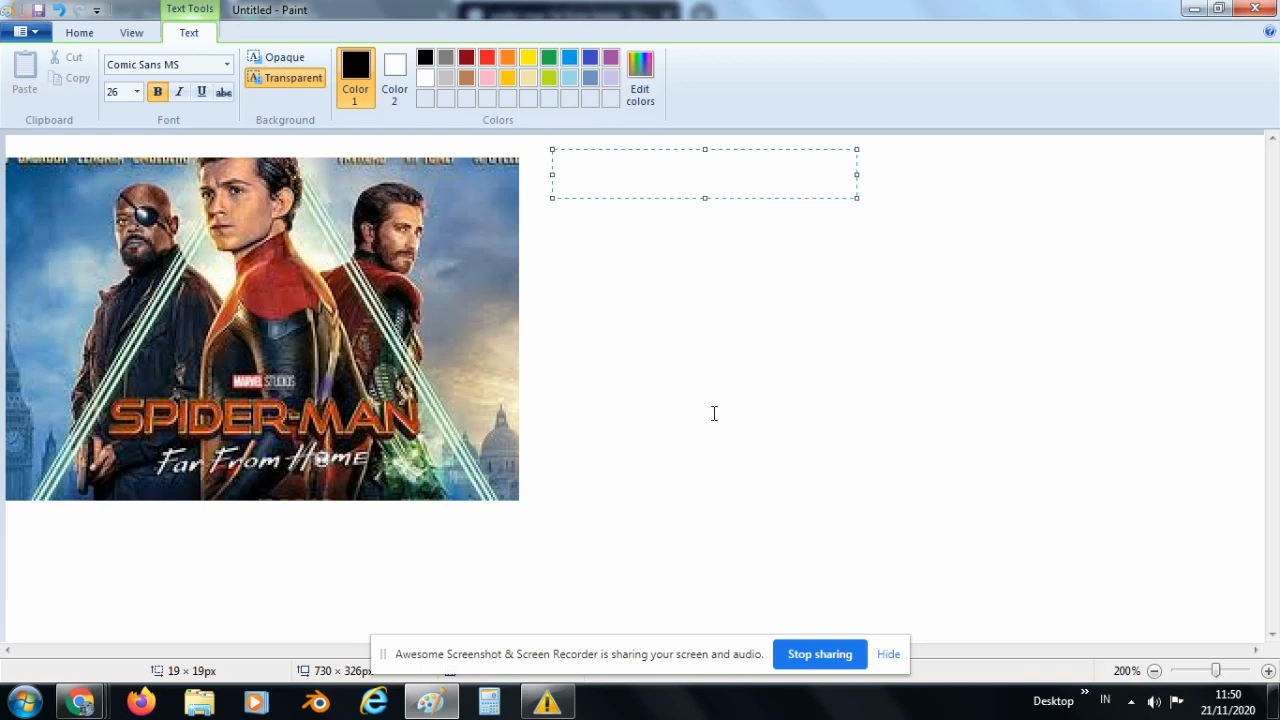 Text Tools
Untitled - Paint
Home
View
Text
Paste
Cut
Copy
Clipboard
Comic Sans MS
26
B
I
U
abc
Font
A
Opaque
A
Transparent
Background
Color
1
Color
2
Edit
colors
Colors
MARVEL STUDIOS
SPIDER-MAN
Far From Home
Awesome Screenshot & Screen Recorder is sharing your screen and audio.
Stop sharing
Hide
19 × 19px
730 × 326px
200%
Desktop
IN
11:50
21/11/2020